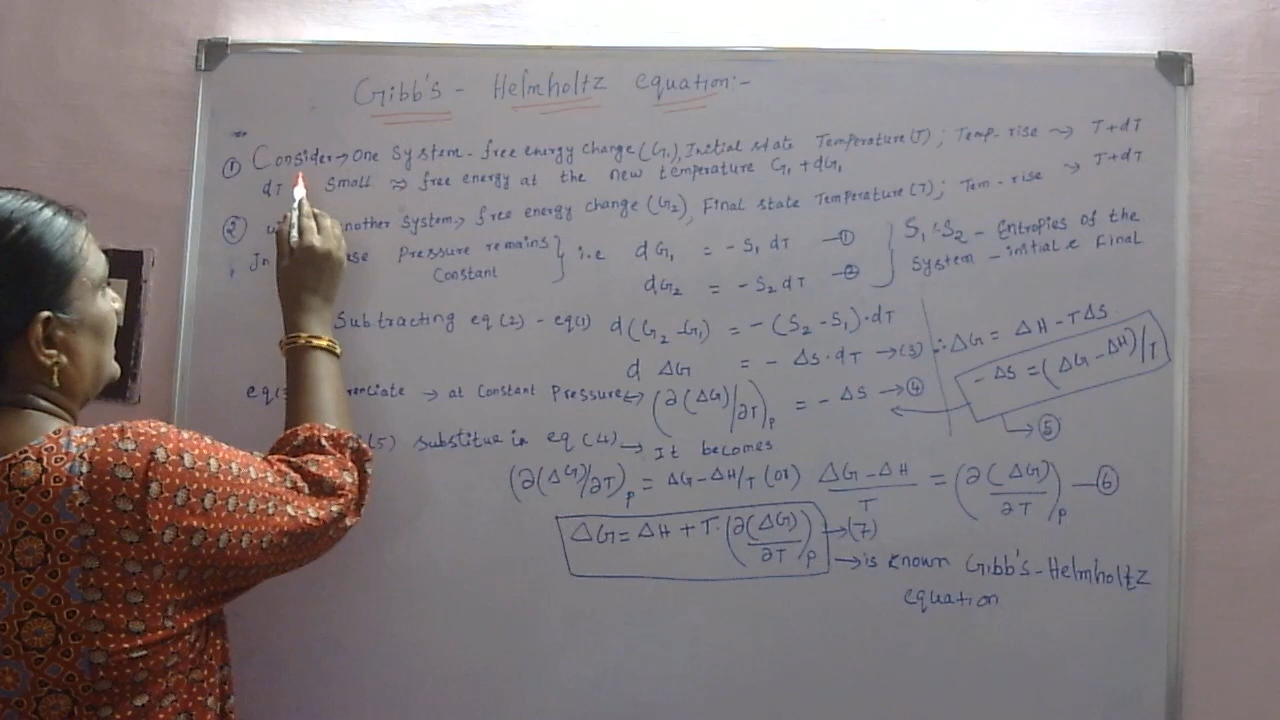 Gibb's - Helmholtz equation:-
① Consider → One System - free energy change (G₁), Initial state Temperature (T); Temp-rise ⇝ T+dT
dT small ⇝ free energy at the new temperature G₁ + dG₁
② nother System → free energy change (G₂), Final state Temperature (T); Tem-rise → T+dT
In se Pressure remains Constant } i.e dG₁ = - S₁ dT —①
dG₂ = - S₂ dT —② } S₁ & S₂ - Entropies of the System - initial & Final
Subtracting eq (2) - eq (1) d(G₂ - G₁) = - (S₂ - S₁)·dT
d ΔG = - ΔS·dT → (3) ∴ ΔG = ΔH - TΔS
- ΔS = (ΔG - ΔH)/T → ⑤
eq( renciate → at Constant Pressure ↔ (∂(ΔG)/∂T)p = - ΔS → ④
(5) substitue in eq (4) → It becomes
(∂(ΔG)/∂T)p = ΔG - ΔH/T (or) ΔG - ΔH / T = (∂(ΔG)/∂T)p —⑥
ΔG = ΔH + T·(∂(ΔG)/∂T)p → (7)
→ is known Gibb's - Helmholtz equation